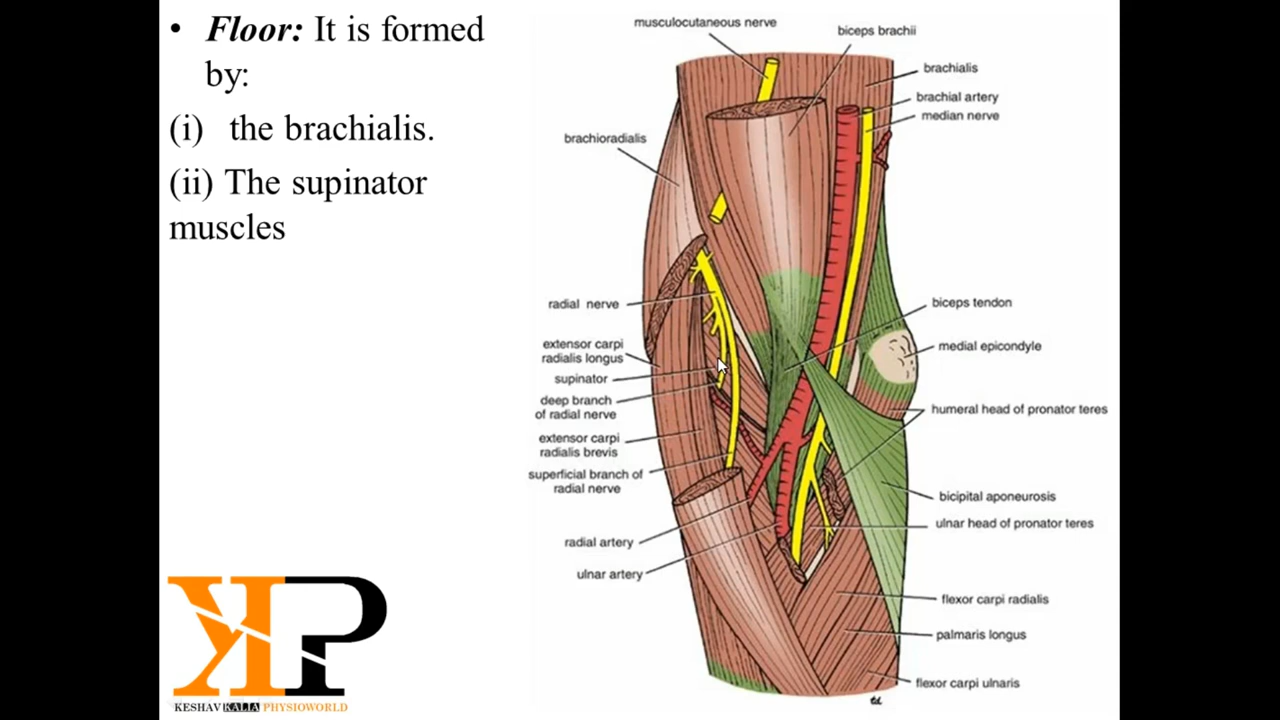 • Floor: It is formed
by:
(i) the brachialis.
(ii) The supinator
muscles
musculocutaneous nerve
biceps brachii
brachialis
brachial artery
median nerve
brachioradialis
radial nerve
biceps tendon
extensor carpi
radialis longus
medial epicondyle
supinator
deep branch
of radial nerve
humeral head of pronator teres
extensor carpi
radialis brevis
superficial branch of
radial nerve
bicipital aponeurosis
ulnar head of pronator teres
radial artery
ulnar artery
flexor carpi radialis
palmaris longus
flexor carpi ulnaris
KP
KESHAV KALIA PHYSIOWORLD